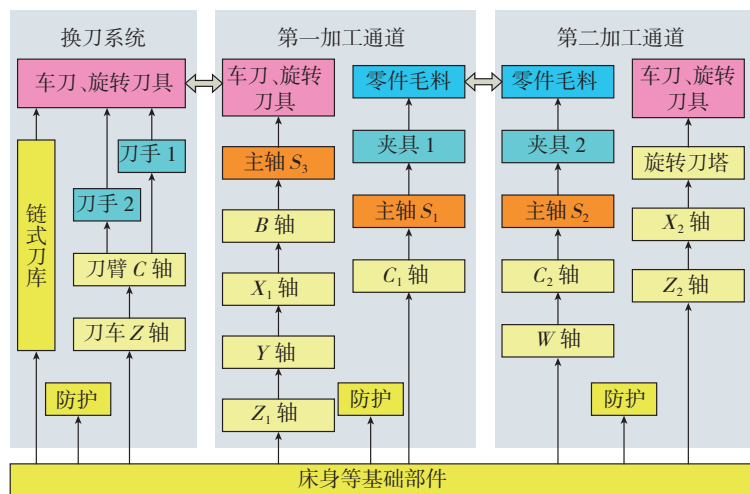 换刀系统
车刀、旋转刀具
刀手 1
刀手 2
链式刀库
刀臂 C 轴
刀车 Z 轴
防护
第一加工通道
车刀、旋转
刀具
主轴 S₃
B 轴
X₁ 轴
Y 轴
Z₁ 轴
零件毛料
夹具 1
主轴 S₁
C₁ 轴
防护
第二加工通道
零件毛料
夹具 2
主轴 S₂
C₂ 轴
W 轴
车刀、旋转
刀具
旋转刀塔
X₂ 轴
Z₂ 轴
防护
床身等基础部件